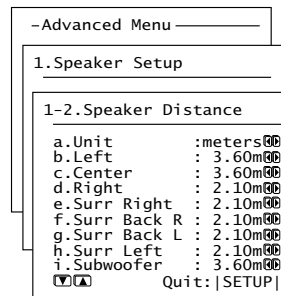 -Advanced Menu
1.Speaker Setup
1-2.Speaker Distance
a.Unit :meters
b.Left : 3.60m
c.Center : 3.60m
d.Right : 2.10m
e.Surr Right : 2.10m
f.Surr Back R : 2.10m
g.Surr Back L : 2.10m
h.Surr Left : 2.10m
i.Subwoofer : 3.60m
Quit:|SETUP|